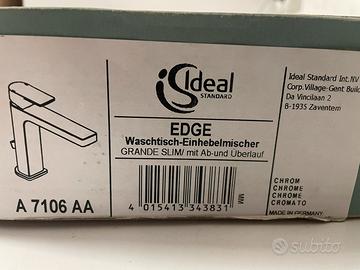 Ideal
STANDARD
EDGE
Waschtisch-Einhebelmischer
GRANDE SLIM/ mit Ab-und Überlauf
A 7106 AA
4 015413 343831
MM
Ideal Standard Int. NV
Corp.Village-Gent Build
Da Vincilaan 2
B-1935 Zaventem
CHROM
CHROME
CHROME
CROMATO
MADE IN GERMANY
subito